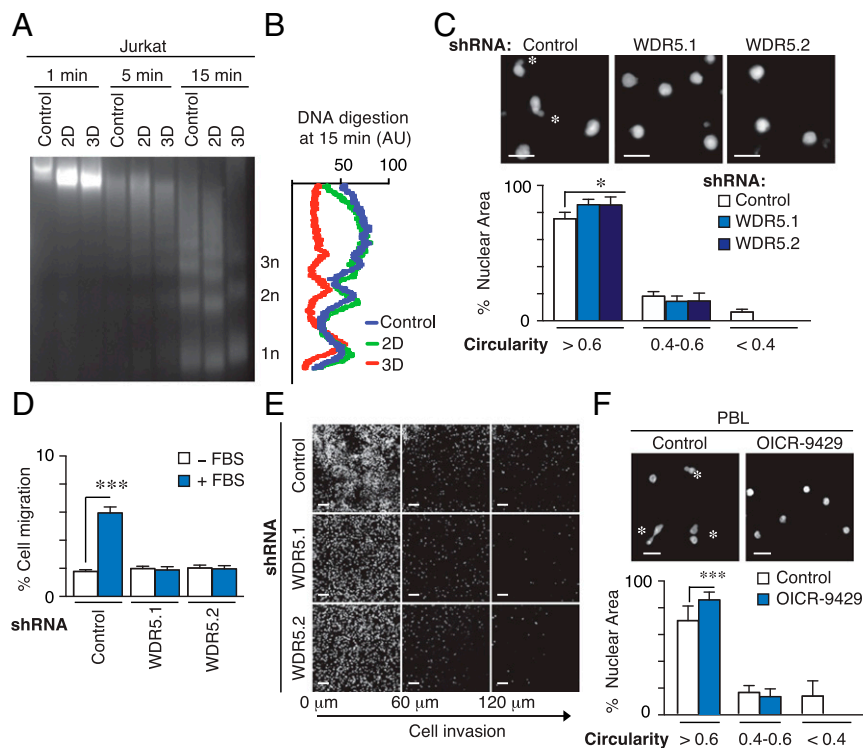 A
Jurkat
1 min 5 min 15 min
Control 2D 3D Control 2D 3D Control 2D 3D
3n
2n
1n
B
DNA digestion
at 15 min (AU)
50 100
Control
2D
3D
C
shRNA: Control WDR5.1 WDR5.2
*
*
100
0
% Nuclear Area
*
shRNA:
Control
WDR5.1
WDR5.2
Circularity > 0.6 0.4-0.6 < 0.4
D
10
0
% Cell migration
***
– FBS
+ FBS
shRNA
Control WDR5.1 WDR5.2
E
shRNA
Control
WDR5.1
WDR5.2
0 µm 60 µm 120 µm
Cell invasion
F
PBL
Control OICR-9429
*
* *
100
0
% Nuclear Area
***
Control
OICR-9429
Circularity > 0.6 0.4-0.6 < 0.4